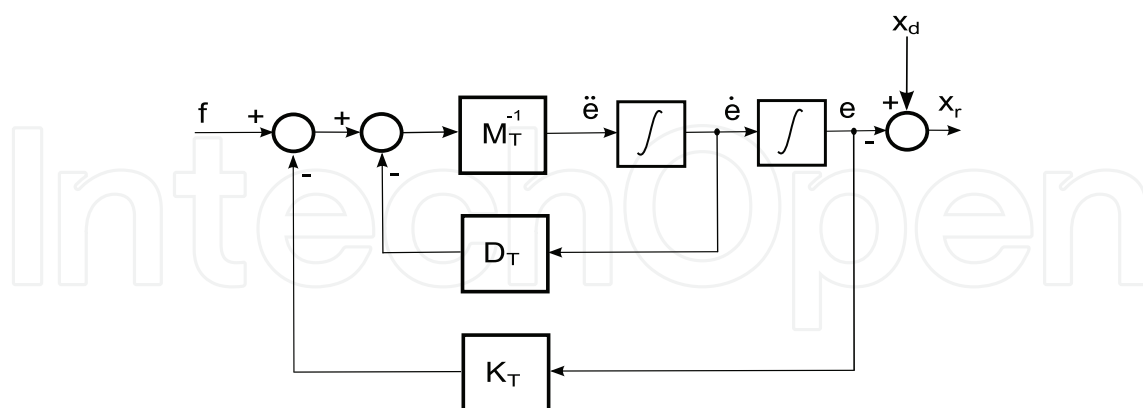 x_d
f + + M_T^-1 ë ∫ ė ∫ e + x_r
- - -
D_T
K_T
IntechOpen